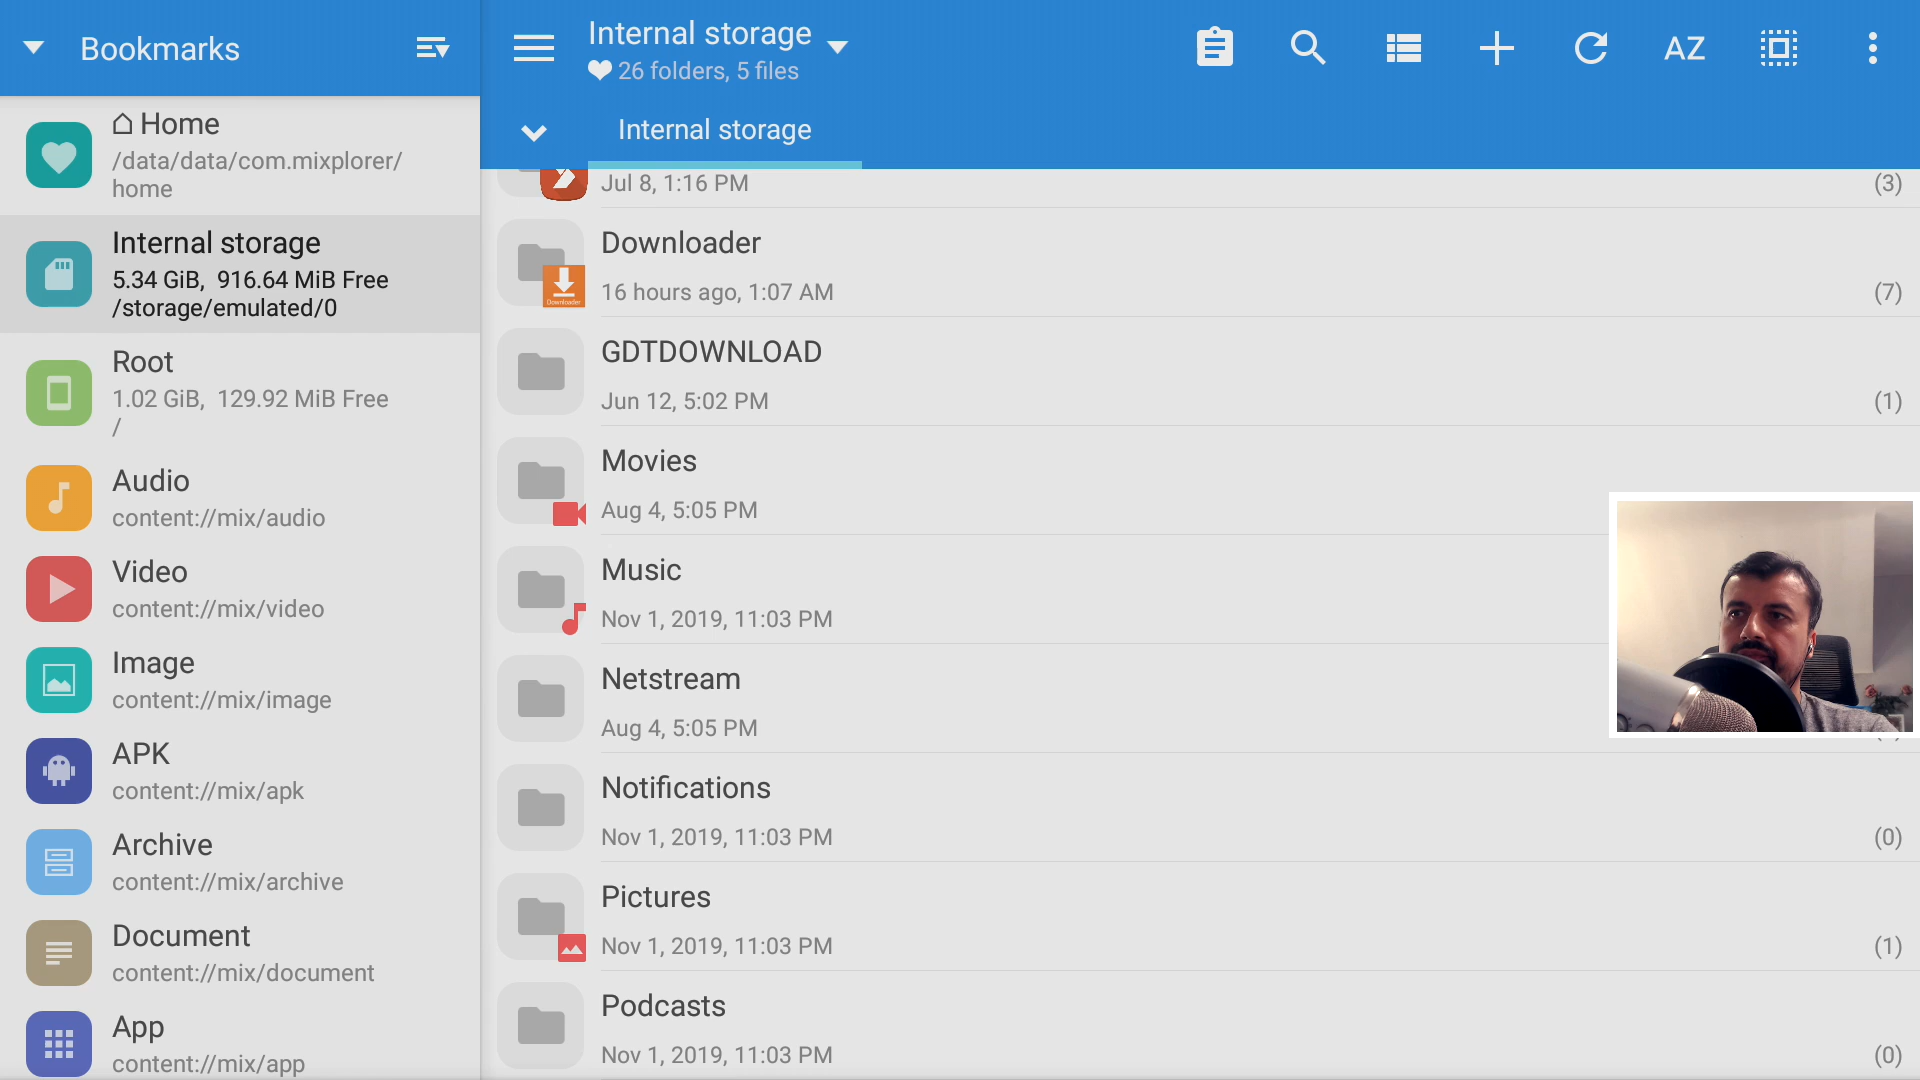 Bookmarks
Home
/data/data/com.mixplorer/
home
Internal storage
5.34 GiB, 916.64 MiB Free
/storage/emulated/0
Root
1.02 GiB, 129.92 MiB Free
/
Audio
content://mix/audio
Video
content://mix/video
Image
content://mix/image
APK
content://mix/apk
Archive
content://mix/archive
Document
content://mix/document
App
content://mix/app
Internal storage
26 folders, 5 files
AZ
Internal storage
Jul 8, 1:16 PM
(3)
Downloader
Downloader
16 hours ago, 1:07 AM
(7)
GDTDOWNLOAD
Jun 12, 5:02 PM
(1)
Movies
Aug 4, 5:05 PM
Music
Nov 1, 2019, 11:03 PM
Netstream
Aug 4, 5:05 PM
Notifications
Nov 1, 2019, 11:03 PM
(0)
Pictures
Nov 1, 2019, 11:03 PM
(1)
Podcasts
Nov 1, 2019, 11:03 PM
(0)